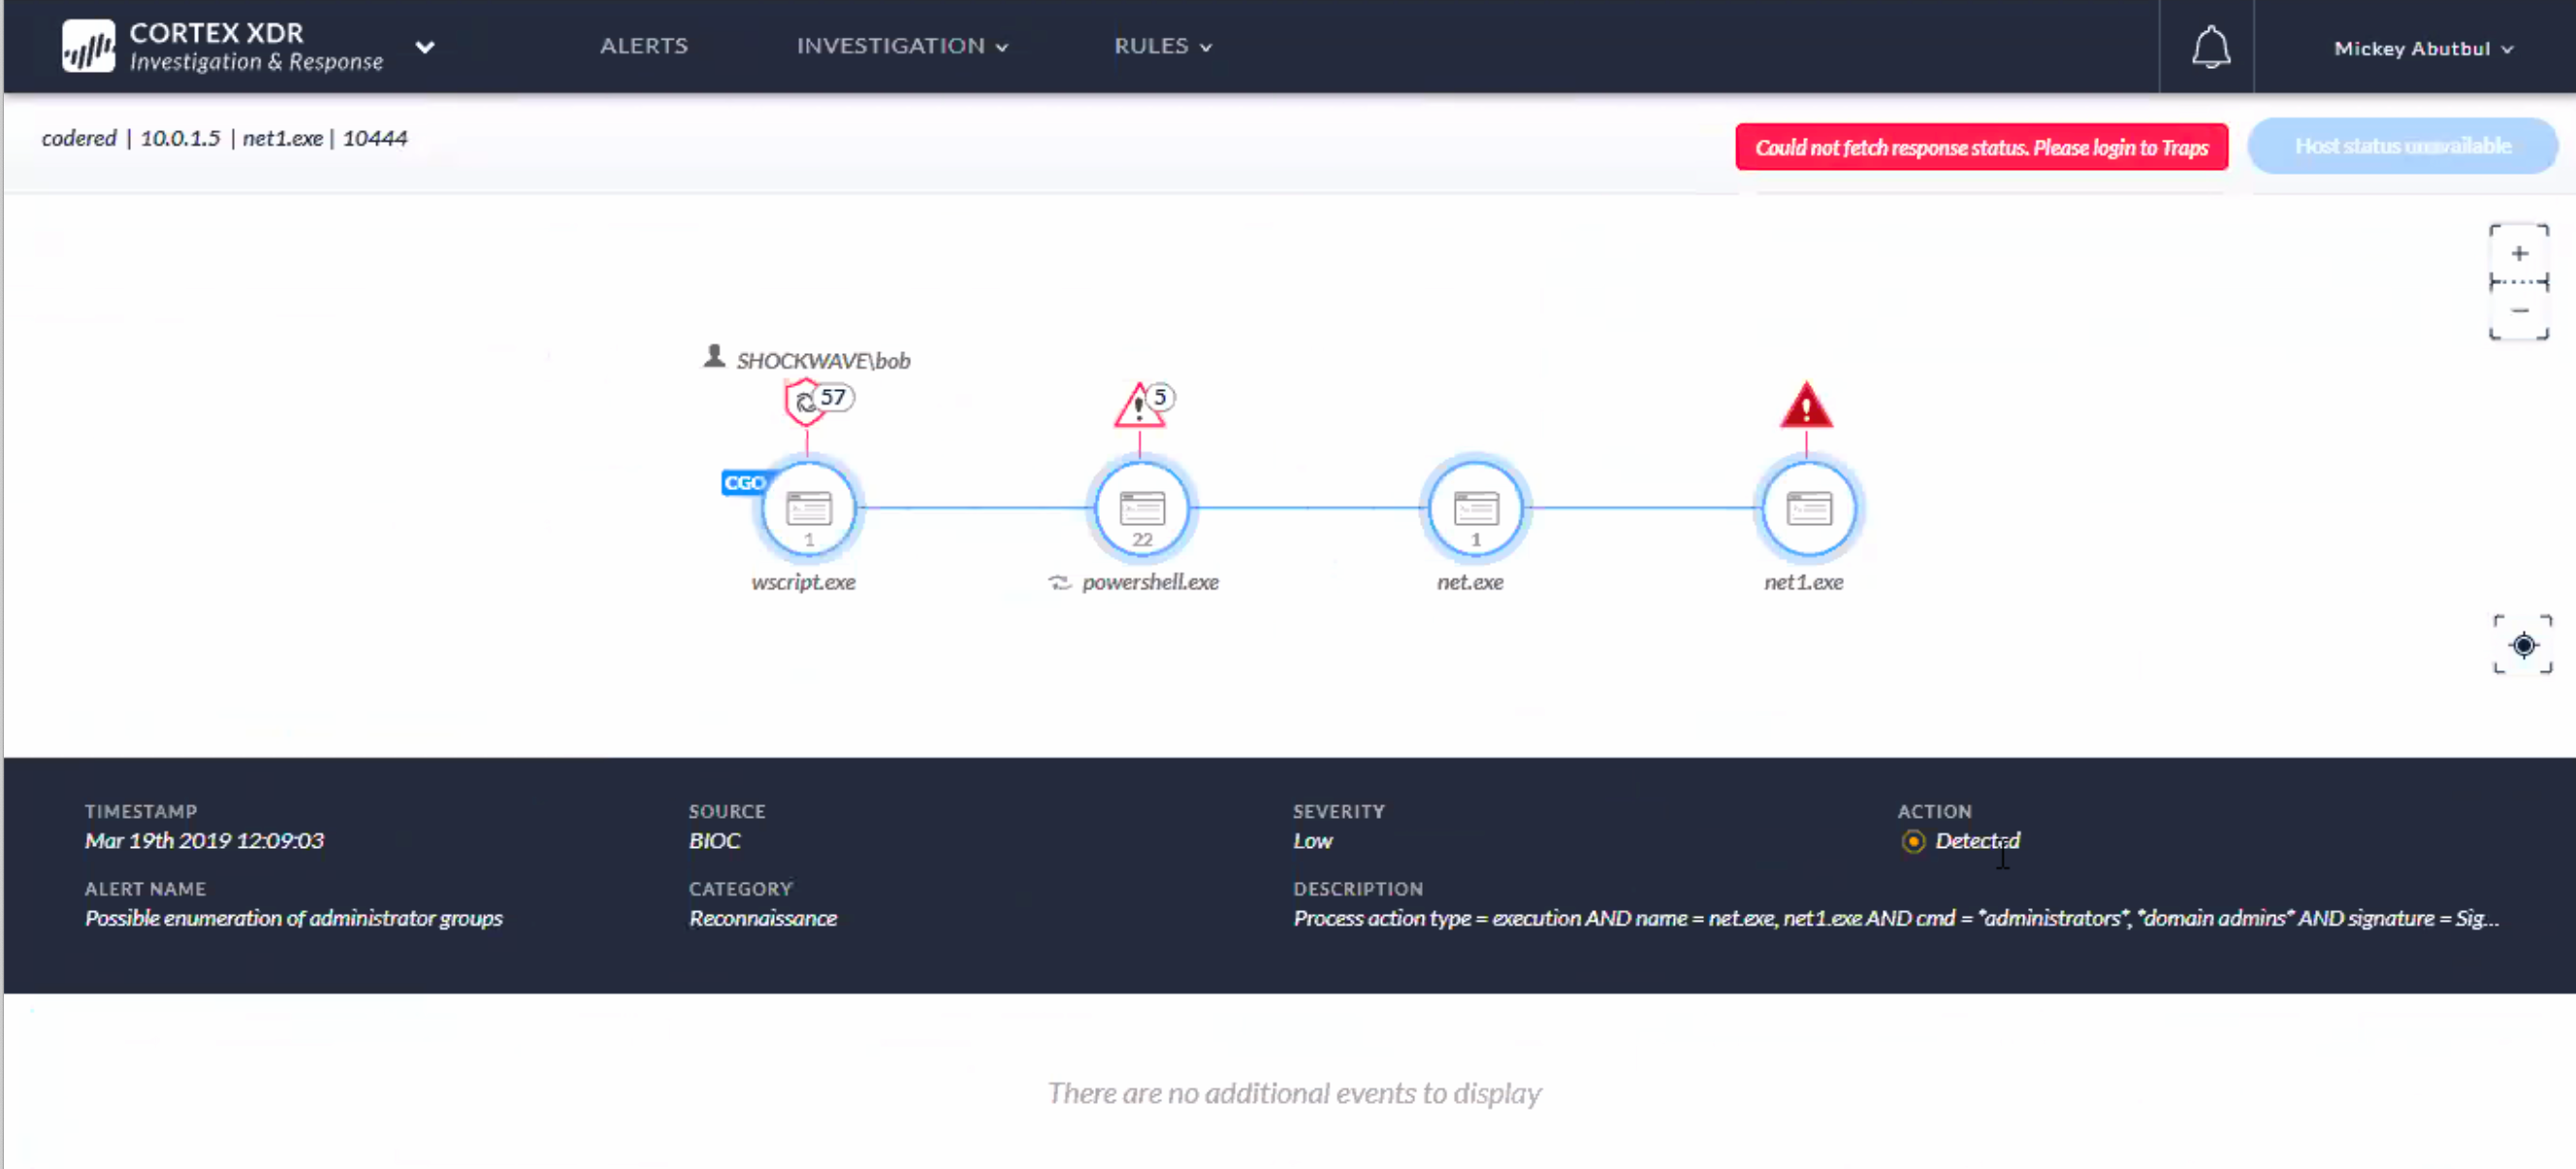 CORTEX XDR
Investigation & Response
ALERTS
INVESTIGATION
RULES
Mickey Abutbul
codered | 10.0.1.5 | net1.exe | 10444
Could not fetch response status. Please login to Traps
Host status unavailable
SHOCKWAVE\bob
57
5
CGO
1
22
1
wscript.exe
powershell.exe
net.exe
net1.exe
TIMESTAMP
Mar 19th 2019 12:09:03
SOURCE
BIOC
SEVERITY
Low
ACTION
Detected
ALERT NAME
Possible enumeration of administrator groups
CATEGORY
Reconnaissance
DESCRIPTION
Process action type = execution AND name = net.exe, net1.exe AND cmd = *administrators*, *domain admins* AND signature = Sig...
There are no additional events to display